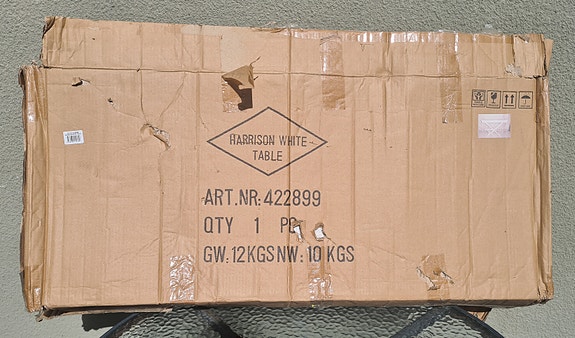 HARRISON WHITE
TABLE
ART.NR:422899
QTY 1 PC
GW:12KGS NW:10 KGS